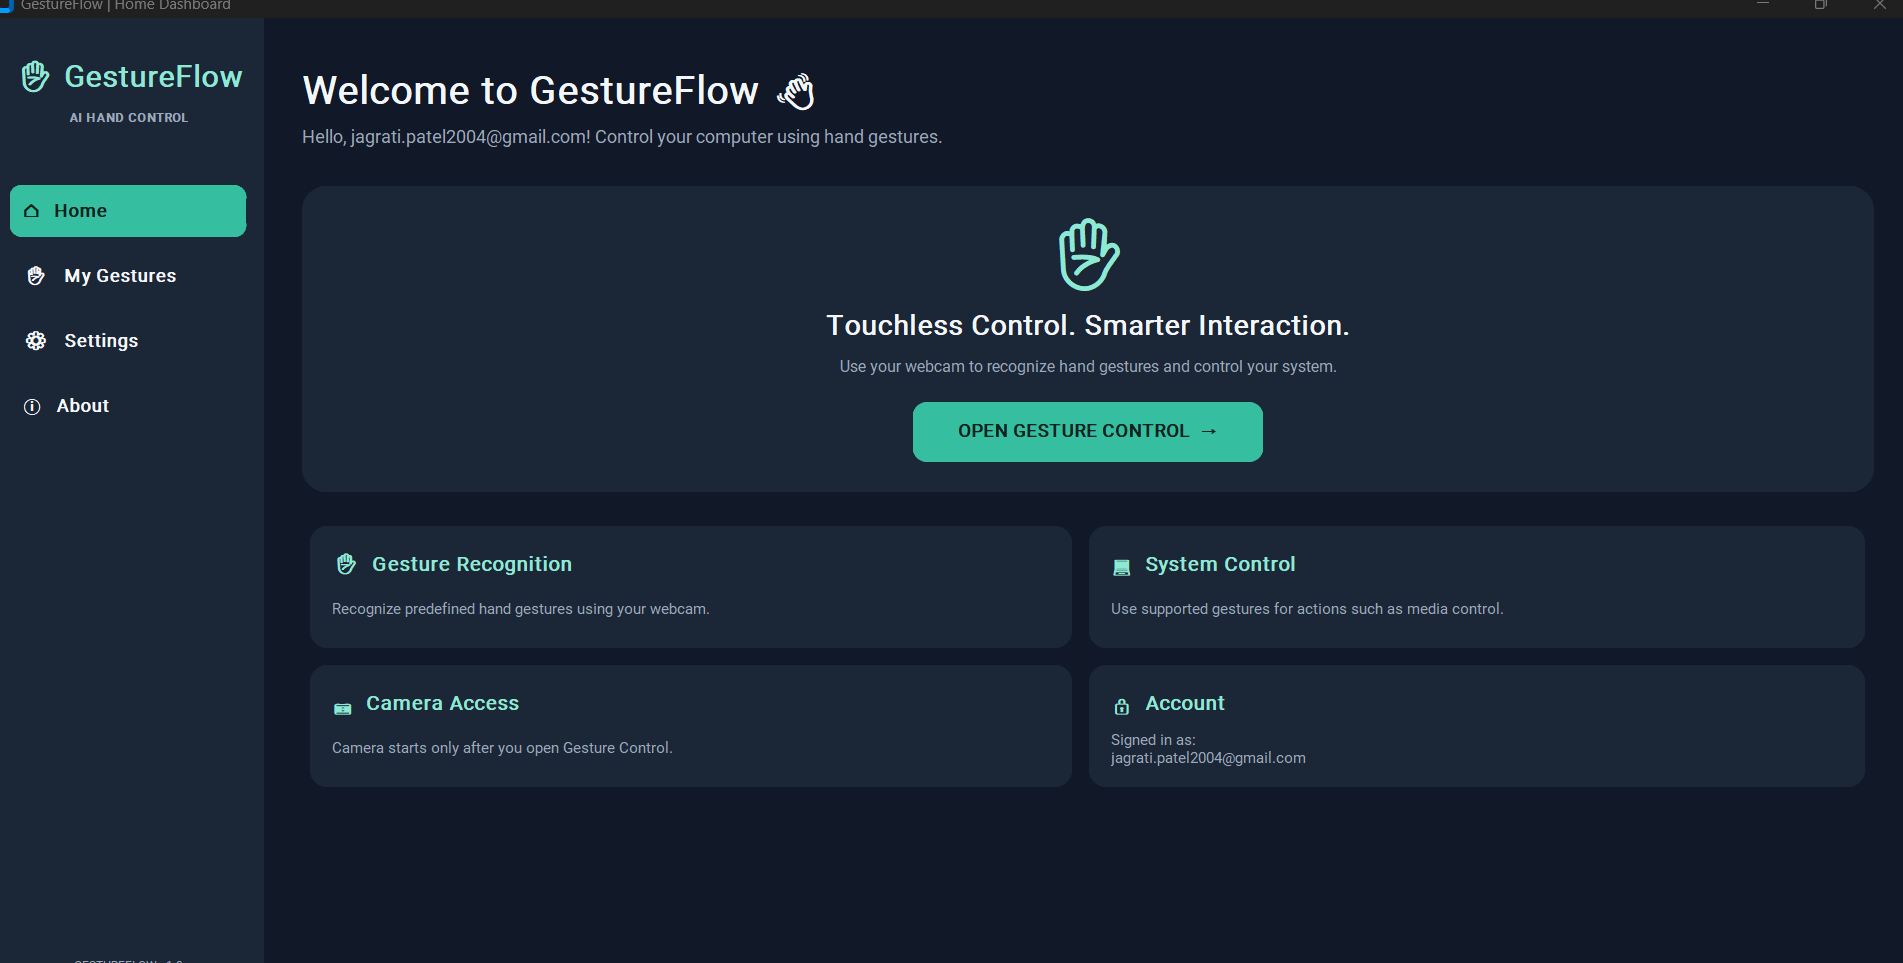 GestureFlow | Home Dashboard
GestureFlow
AI HAND CONTROL
Home
My Gestures
Settings
About
Welcome to GestureFlow
Hello, jagrati.patel2004@gmail.com! Control your computer using hand gestures.
Touchless Control. Smarter Interaction.
Use your webcam to recognize hand gestures and control your system.
OPEN GESTURE CONTROL →
Gesture Recognition
Recognize predefined hand gestures using your webcam.
System Control
Use supported gestures for actions such as media control.
Camera Access
Camera starts only after you open Gesture Control.
Account
Signed in as:
jagrati.patel2004@gmail.com